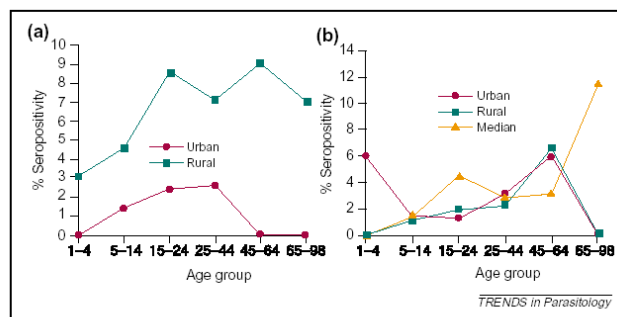 (a)
10
9
8
7
6
5
4
3
2
1
0
% Seropositivity
Urban
Rural
1–4 5–14 15–24 25–44 45–64 65–98
Age group
(b)
14
12
10
8
6
4
2
0
% Seropositivity
Urban
Rural
Median
1–4 5–14 15–24 25–44 45–64 65–98
Age group
TRENDS in Parasitology